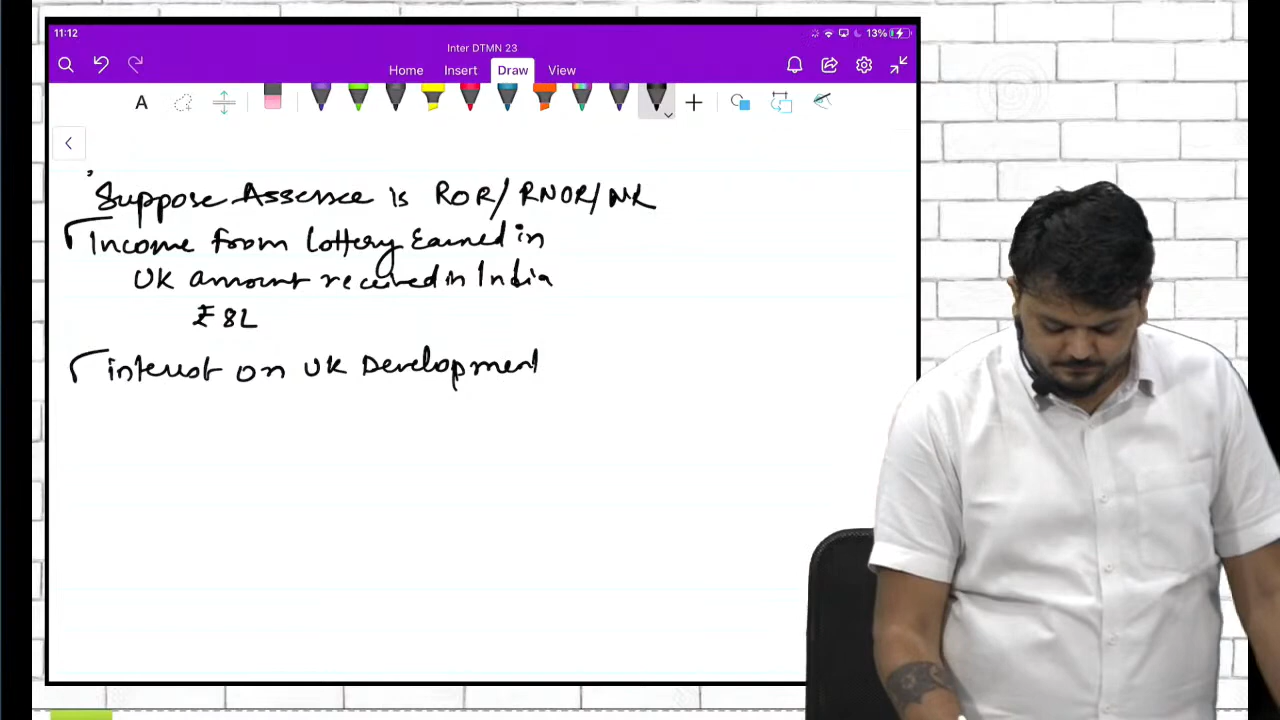 11:12
13%
Inter DTMN 23
Home Insert Draw View
A
Suppose Assessee is ROR/RNOR/NR
Income from lottery Earned in
UK amount received in India
₹ 8L
interest on UK Development